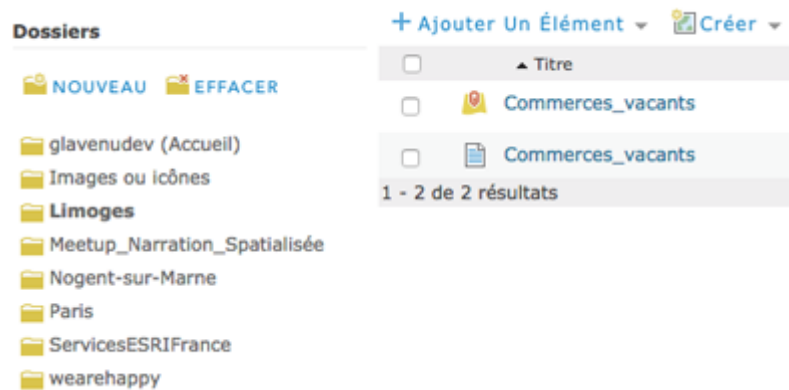 Dossiers
NOUVEAU EFFACER
glavenudev (Accueil)
Images ou icônes
Limoges
Meetup_Narration_Spatialisée
Nogent-sur-Marne
Paris
ServicesESRIFrance
wearehappy
+ Ajouter Un Élément Créer
Titre
Commerces_vacants
Commerces_vacants
1 - 2 de 2 résultats